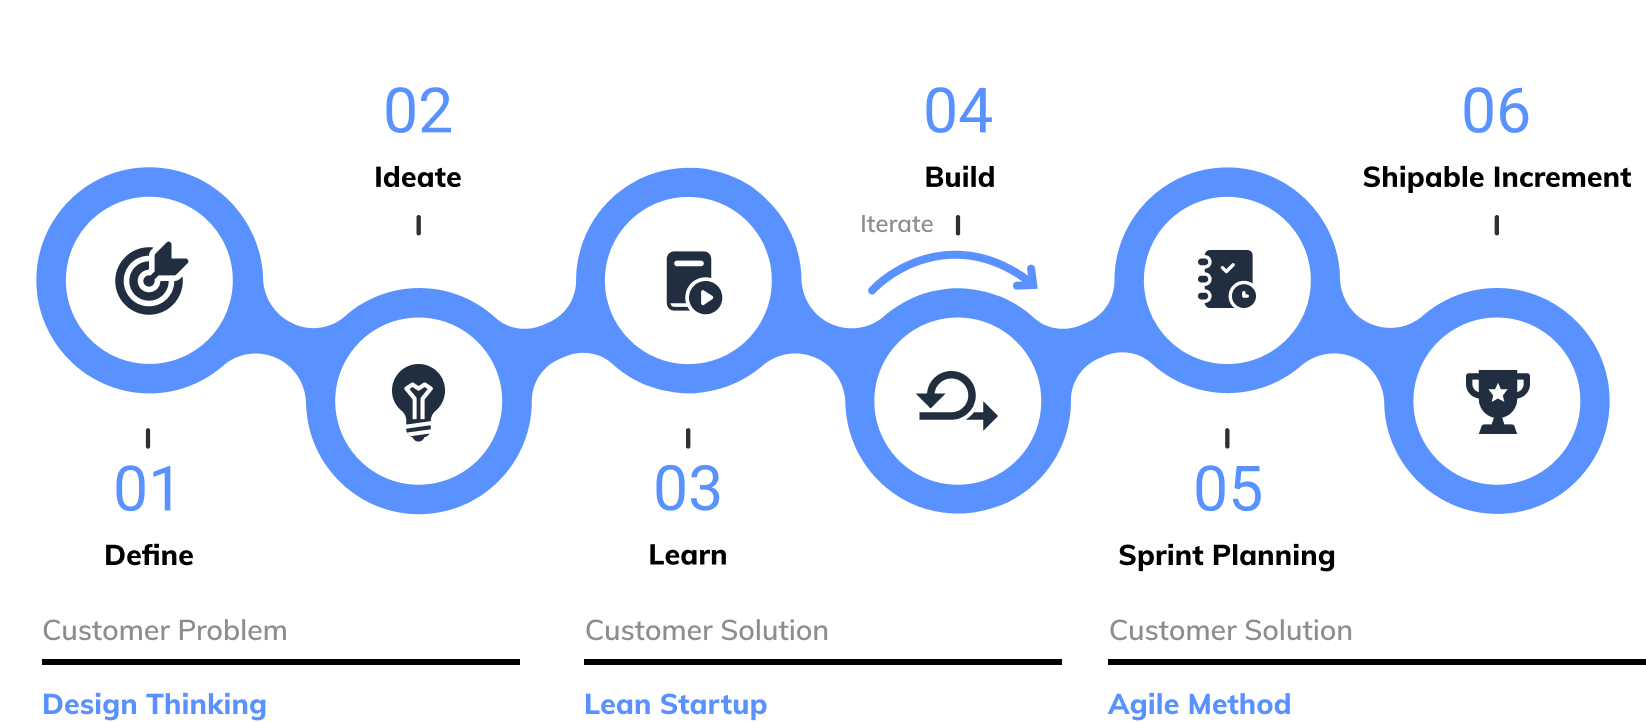 02
Ideate
04
Build
Iterate
06
Shipable Increment
01
Define
03
Learn
05
Sprint Planning
Customer Problem
Design Thinking
Customer Solution
Lean Startup
Customer Solution
Agile Method